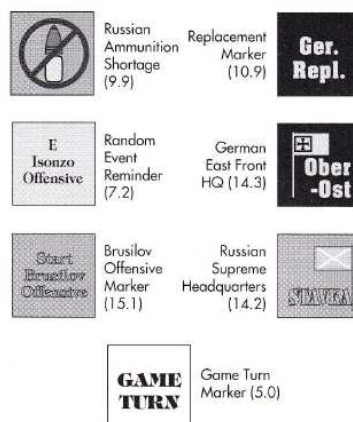 Russian
Ammunition
Shortage
(9.9)
Replacement
Marker
(10.9)
Ger.
Repl.
E
Isonzo
Offensive
Random
Event
Reminder
(7.2)
German
East Front
HQ (14.3)
Ober
-Ost
Start
Brusilov
Offensive
Brusilov
Offensive
Marker
(15.1)
Russian
Supreme
Headquarters
(14.2)
STAVKA
GAME
TURN
Game Turn
Marker (5.0)